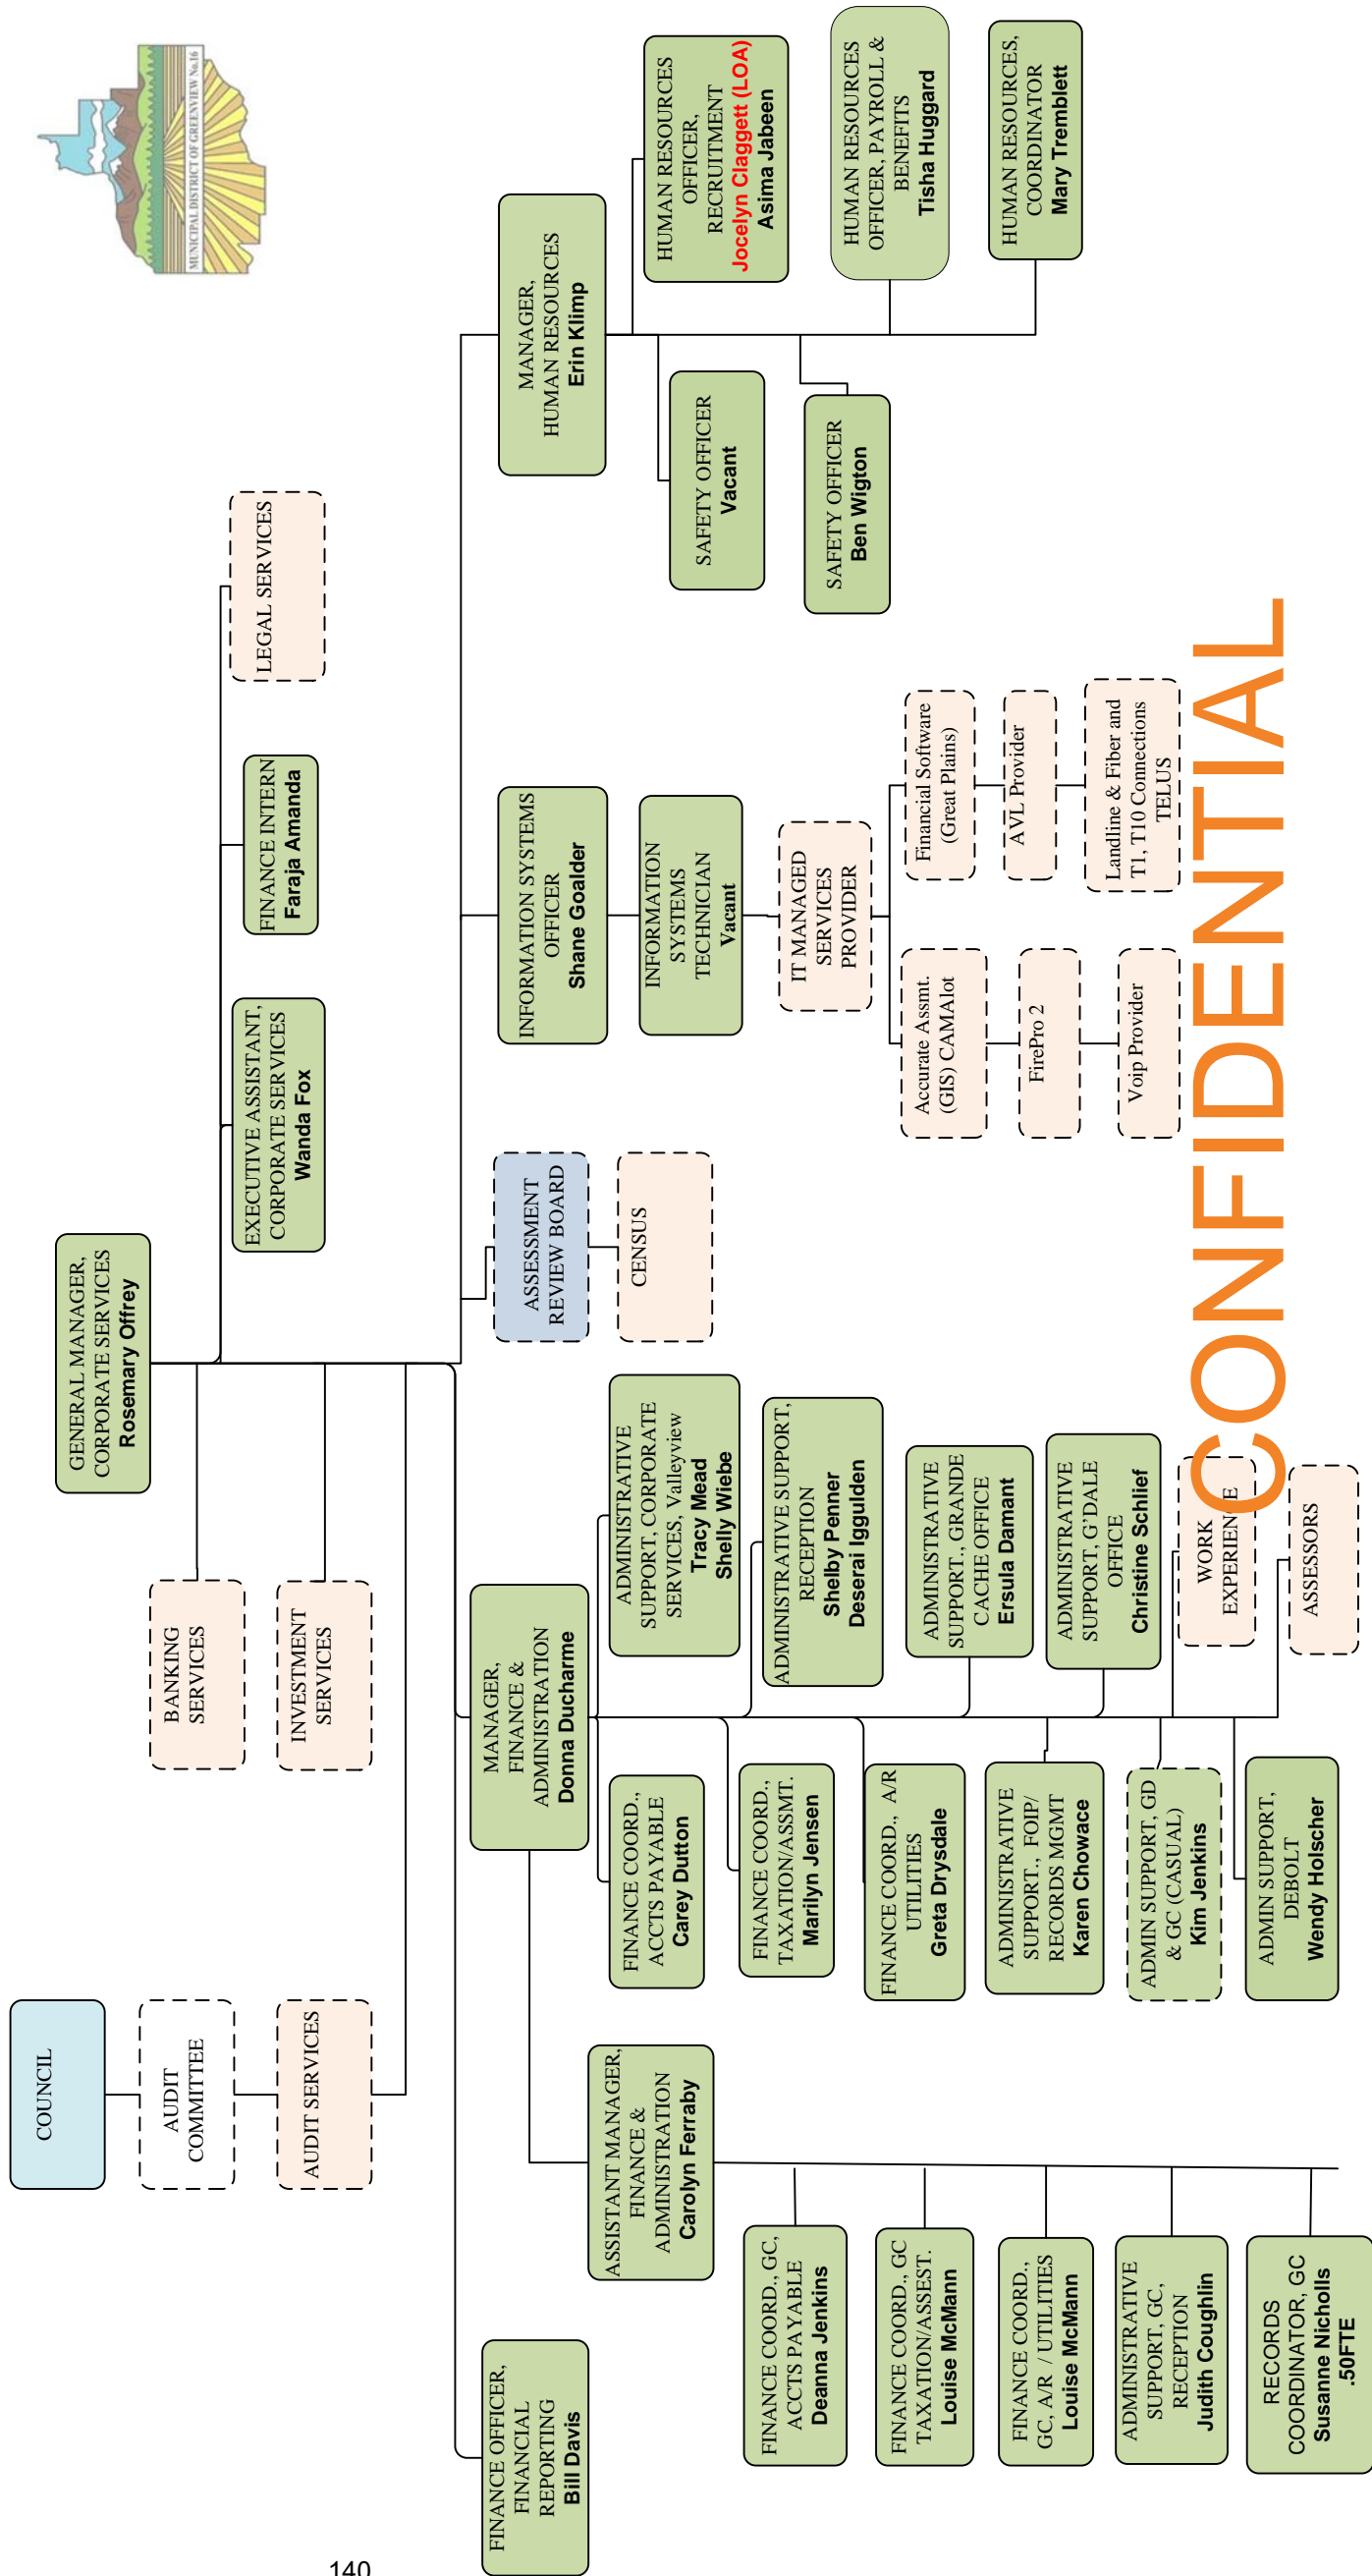 MUNICIPAL DISTRICT OF GREENVIEW No.16
COUNCIL
AUDIT
COMMITTEE
AUDIT SERVICES
GENERAL MANAGER,
CORPORATE SERVICES
Rosemary Offrey
BANKING
SERVICES
INVESTMENT
SERVICES
EXECUTIVE ASSISTANT,
CORPORATE SERVICES
Wanda Fox
FINANCE INTERN
Faraja Amanda
LEGAL SERVICES
FINANCE OFFICER,
FINANCIAL
REPORTING
Bill Davis
MANAGER,
FINANCE &
ADMINISTRATION
Donna Ducharme
ASSESSMENT
REVIEW BOARD
CENSUS
INFORMATION SYSTEMS
OFFICER
Shane Goalder
MANAGER,
HUMAN RESOURCES
Erin Klimp
ASSISTANT MANAGER,
FINANCE &
ADMINISTRATION
Carolyn Ferraby
FINANCE COORD., GC,
ACCTS PAYABLE
Deanna Jenkins
FINANCE COORD., GC
TAXATION/ASSEST.
Louise McMann
FINANCE COORD.,
GC, A/R / UTILITIES
Louise McMann
ADMINISTRATIVE
SUPPORT, GC,
RECEPTION
Judith Coughlin
RECORDS
COORDINATOR, GC
Susanne Nicholls
.50FTE
FINANCE COORD.,
ACCTS PAYABLE
Carey Dutton
FINANCE COORD.,
TAXATION/ASSMT.
Marilyn Jensen
FINANCE COORD., A/R
UTILITIES
Greta Drysdale
ADMINISTRATIVE
SUPPORT., FOIP/
RECORDS MGMT
Karen Chowace
ADMIN SUPPORT, GD
& GC (CASUAL)
Kim Jenkins
ADMIN SUPPORT,
DEBOLT
Wendy Holscher
ADMINISTRATIVE
SUPPORT, CORPORATE
SERVICES, Valleyview
Tracy Mead
Shelly Wiebe
ADMINISTRATIVE SUPPORT,
RECEPTION
Shelby Penner
Deserai Iggulden
ADMINISTRATIVE
SUPPORT., GRANDE
CACHE OFFICE
Ersula Damant
ADMINISTRATIVE
SUPPORT, G'DALE
OFFICE
Christine Schlief
WORK
EXPERIENCE
ASSESSORS
INFORMATION
SYSTEMS
TECHNICIAN
Vacant
IT MANAGED
SERVICES
PROVIDER
Accurate Assmt.
(GIS) CAMAlot
FirePro 2
Voip Provider
Financial Software
(Great Plains)
AVL Provider
Landline & Fiber and
T1, T10 Connections
TELUS
SAFETY OFFICER
Vacant
SAFETY OFFICER
Ben Wigton
HUMAN RESOURCES
OFFICER,
RECRUITMENT
Jocelyn Claggett (LOA)
Asima Jabeen
HUMAN RESOURCES
OFFICER, PAYROLL &
BENEFITS
Tisha Huggard
HUMAN RESOURCES,
COORDINATOR
Mary Tremblett
CONFIDENTIAL
140